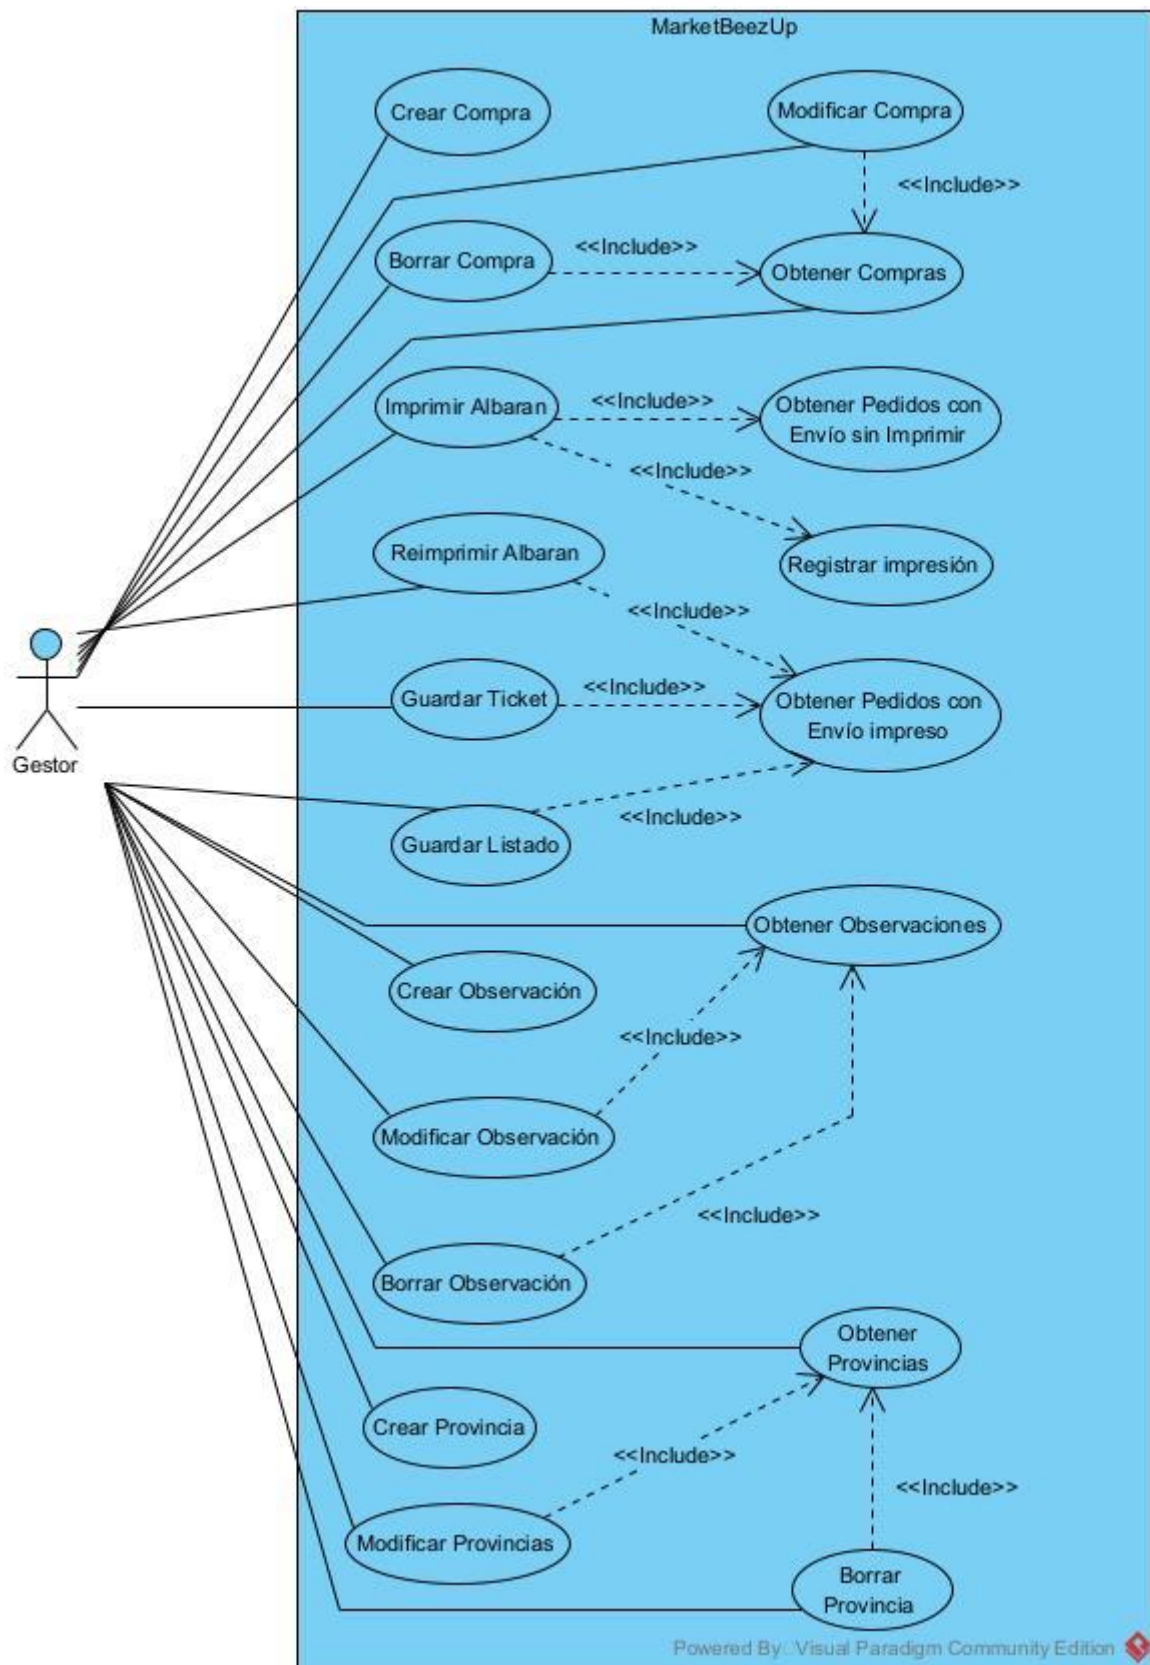 MarketBeezUp
Crear Compra
Modificar Compra
<<Include>>
Borrar Compra
<<Include>>
Obtener Compras
Imprimir Albaran
<<Include>>
Obtener Pedidos con
Envío sin Imprimir
<<Include>>
Reimprimir Albaran
Registrar impresión
<<Include>>
Guardar Ticket
<<Include>>
Obtener Pedidos con
Envío impreso
Gestor
<<Include>>
Guardar Listado
Obtener Observaciones
Crear Observación
<<Include>>
Modificar Observación
<<Include>>
Borrar Observación
Obtener
Provincias
Crear Provincia
<<Include>>
<<Include>>
Modificar Provincias
Borrar
Provincia
Powered By: Visual Paradigm Community Edition